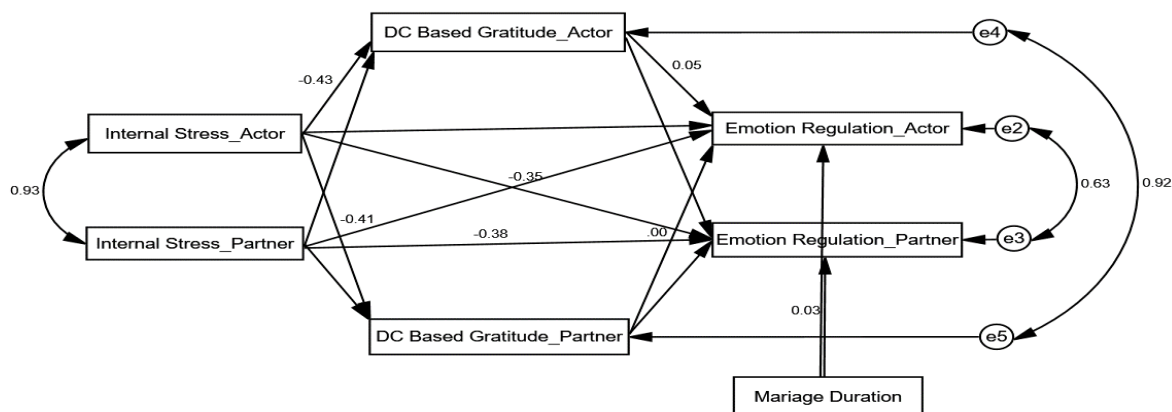 DC Based Gratitude_Actor
e4
-0.43
0.05
Internal Stress_Actor
Emotion Regulation_Actor
e2
0.93
-0.35
0.63
0.92
-0.41
Internal Stress_Partner
-0.38
.00
Emotion Regulation_Partner
e3
0.03
DC Based Gratitude_Partner
e5
Mariage Duration